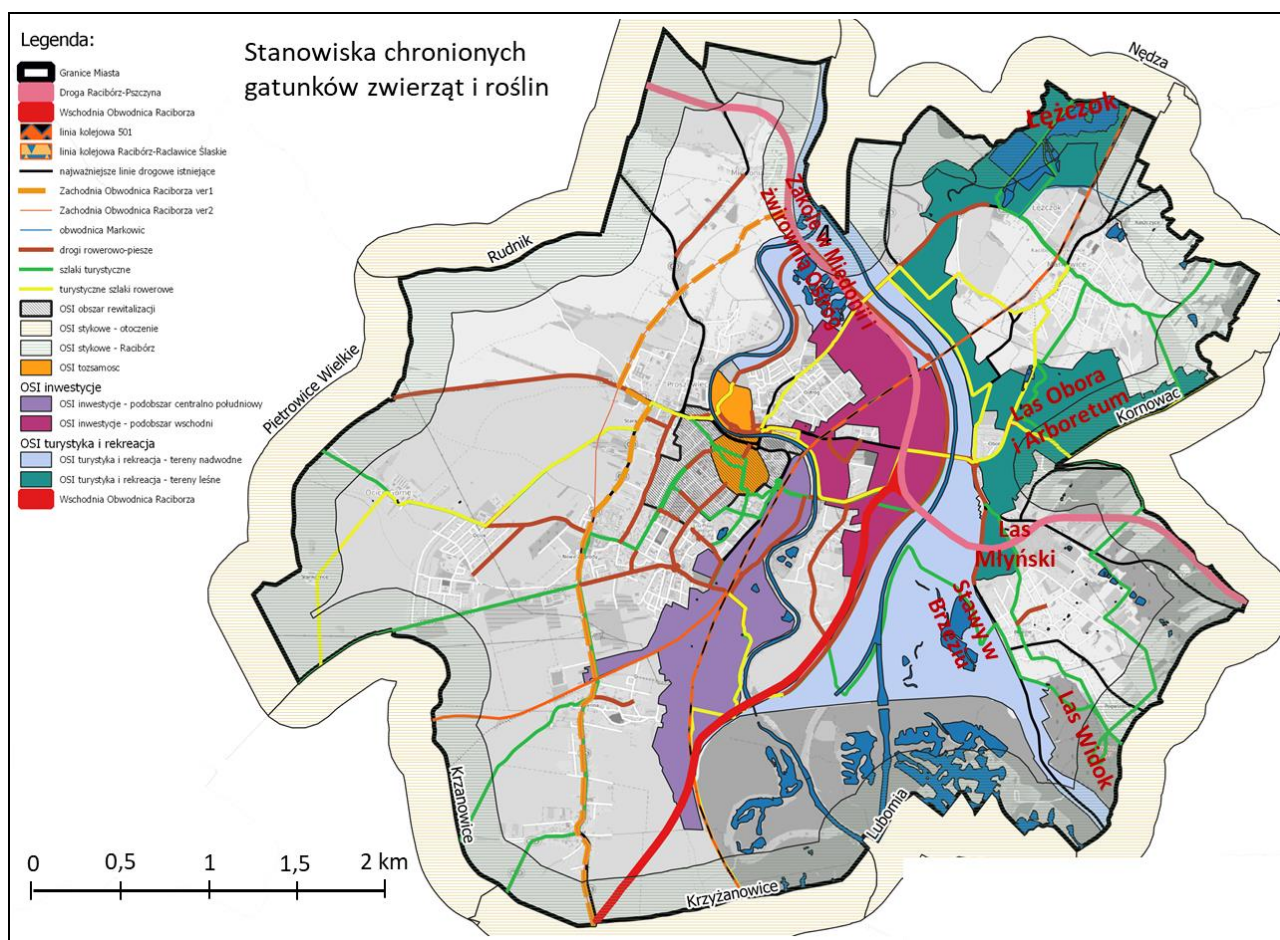 Legenda:
Granice Miasta
Droga Racibórz-Pszczyna
Wschodnia Obwodnica Raciborza
linia kolejowa 501
linia kolejowa Racibórz-Racławice Śląskie
najważniejsze linie drogowe istniejące
Zachodnia Obwodnica Raciborza ver1
Zachodnia Obwodnica Raciborza ver2
obwodnica Markowic
drogi rowerowo-piesze
szlaki turystyczne
turystyczne szlaki rowerowe
OSI obszar rewitalizacji
OSI stykowe - otoczenie
OSI stykowe - Racibórz
OSI tozsamosc
OSI inwestycje
OSI inwestycje - podobszar centralno południowy
OSI inwestycje - podobszar wschodni
OSI turystyka i rekreacja
OSI turystyka i rekreacja - tereny nadwodne
OSI turystyka i rekreacja - tereny leśne
Wschodnia Obwodnica Raciborza
Stanowiska chronionych
gatunków zwierząt i roślin
Nędza
Łężczok
Zakole w Miedonii i
żwirownia Ostróg
Rudnik
Łężczok
Pietrowice Wielkie
Las Obora
i Arboretum
Kornowac
Las
Młyński
Stawy w
Brzeziu
Las Widok
Krzanowice
Lubomia
Krzyżanowice
0 0,5 1 1,5 2 km